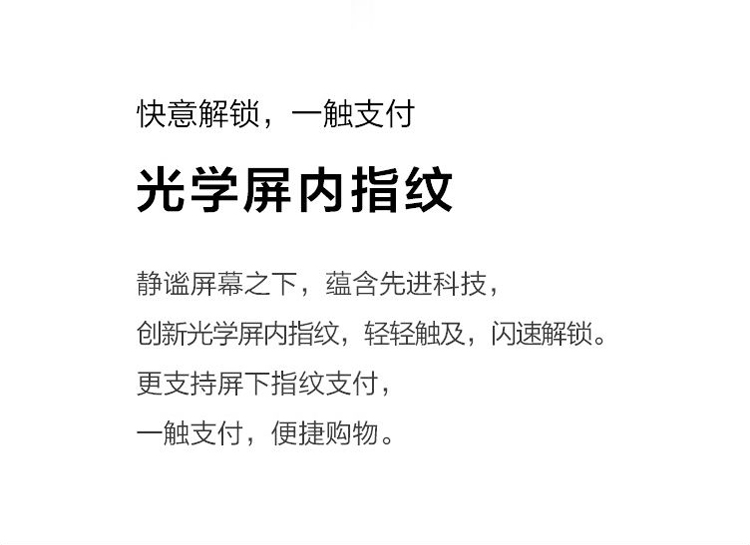 快意解锁，一触支付
光学屏内指纹
静谧屏幕之下，蕴含先进科技，
创新光学屏内指纹，轻轻触及，闪速解锁。
更支持屏下指纹支付，
一触支付，便捷购物。